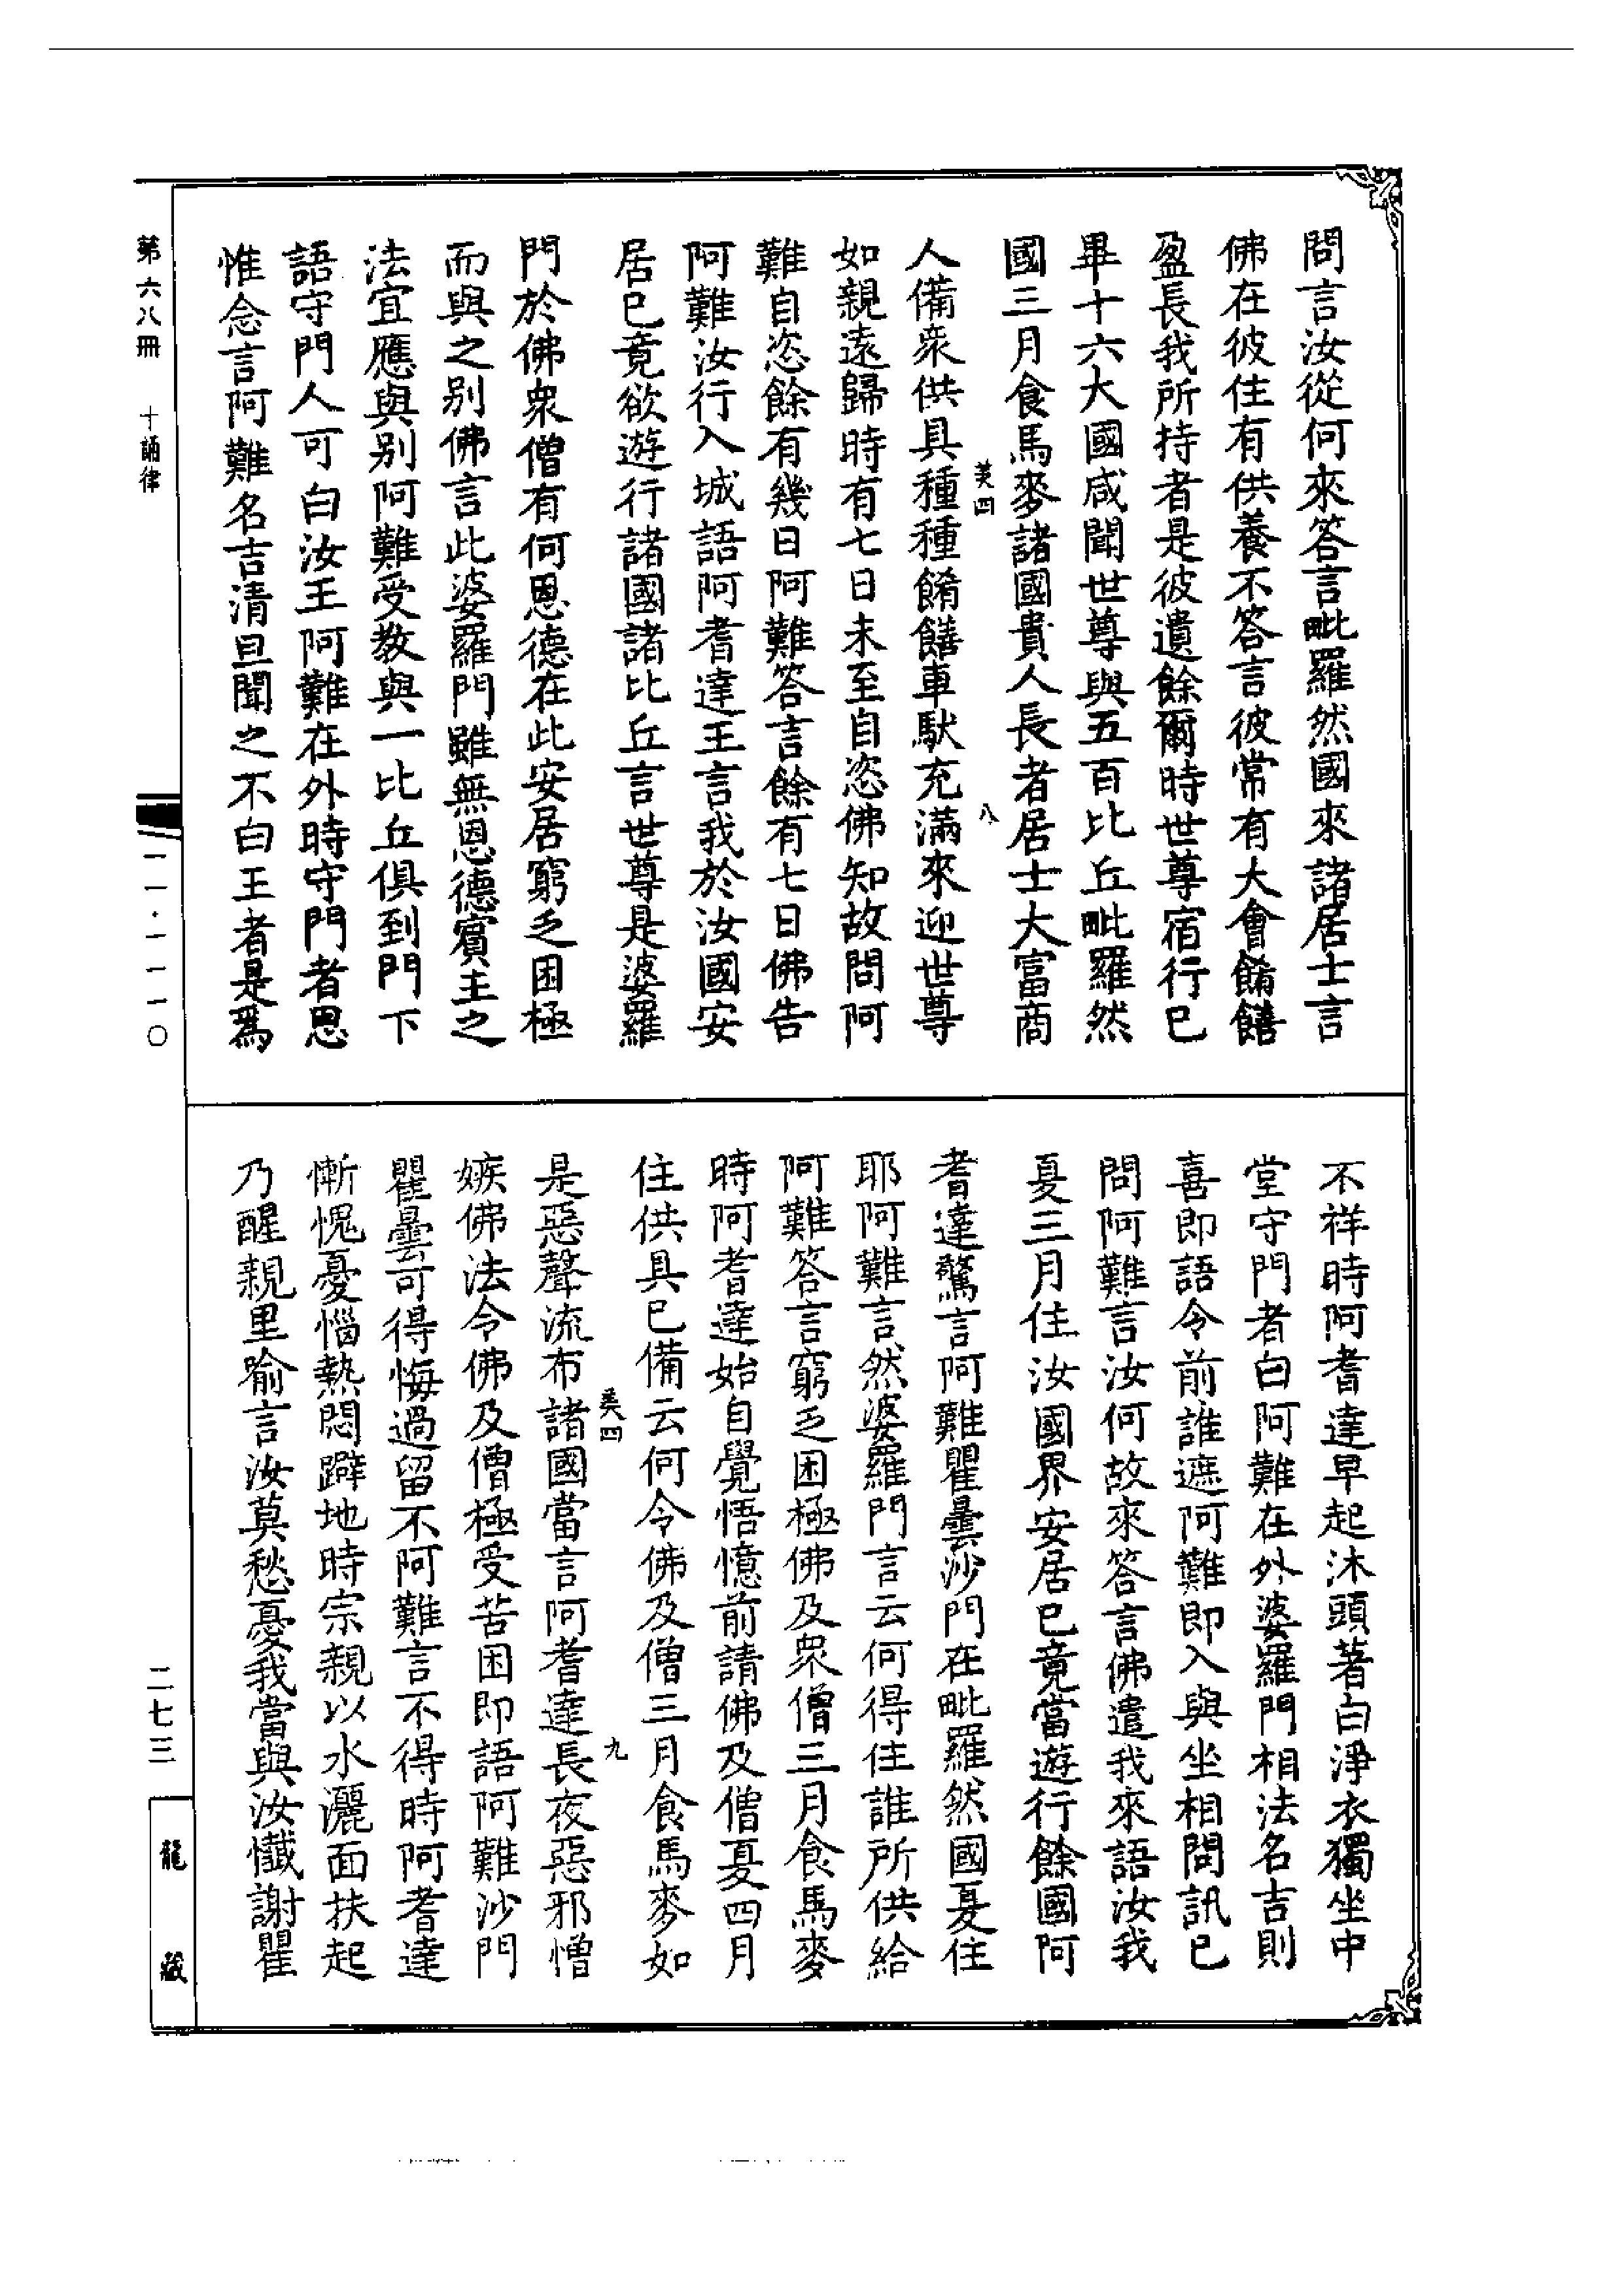 問言汝從何來答言毗羅然國來諸居士言
佛在彼住有供養不答言彼常有大會餚饍
盈長我所持者是彼遺餘爾時世尊宿行已
畢十六大國咸聞世尊與五百比丘毗羅然
國三月食馬麥諸國貴人長者居士大富商
八
人備衆供具種種餚饍車馱充滿來迎世尊
如親遠歸時有七日未至自恣佛知故問阿
難自恣餘有幾日阿難答言餘有七日佛告
阿難汝行入城語阿耆達王言我於汝國安
居已竟欲遊行諸國諸比丘言世尊是婆羅
門於佛衆僧有何恩德在此安居窮乏困極
而與之别佛言此婆羅門雖無恩德賓主之
法宜應與别阿難受教與一比丘俱到門下
語守門人可白汝王阿難在外時守門者思
惟念言阿難名吉清旦聞之不白王者是爲
不祥時阿耆達早起沐頭著白淨衣獨坐中
堂守門者白阿難在外婆羅門相法名吉則
喜即語令前誰遮阿難即入與坐相問訊已
問阿難言汝何故來答言佛遣我來語汝我
夏三月住汝國界安居已竟當遊行餘國阿
耆達驚言阿難瞿曇沙門在毗羅然國夏住
耶阿難言然婆羅門言云何得住誰所供給
阿難答言窮乏困極佛及衆僧三月食馬麥
時阿耆達始自覺悟憶前請佛及僧夏四月
住供具已備云何令佛及僧三月食馬麥如
九
是惡聲流布諸國當言阿耆達長夜惡邪憎
嫉佛法令佛及僧極受苦困即語阿難沙門
瞿曇可得悔過留不阿難言不得時阿耆達
慚愧憂惱熱悶躃地時宗親以水灑面扶起
乃醒親里喻言汝莫愁憂我當與汝懺謝瞿
第六八冊 十誦律
一一·一一一〇
二七三
龍藏